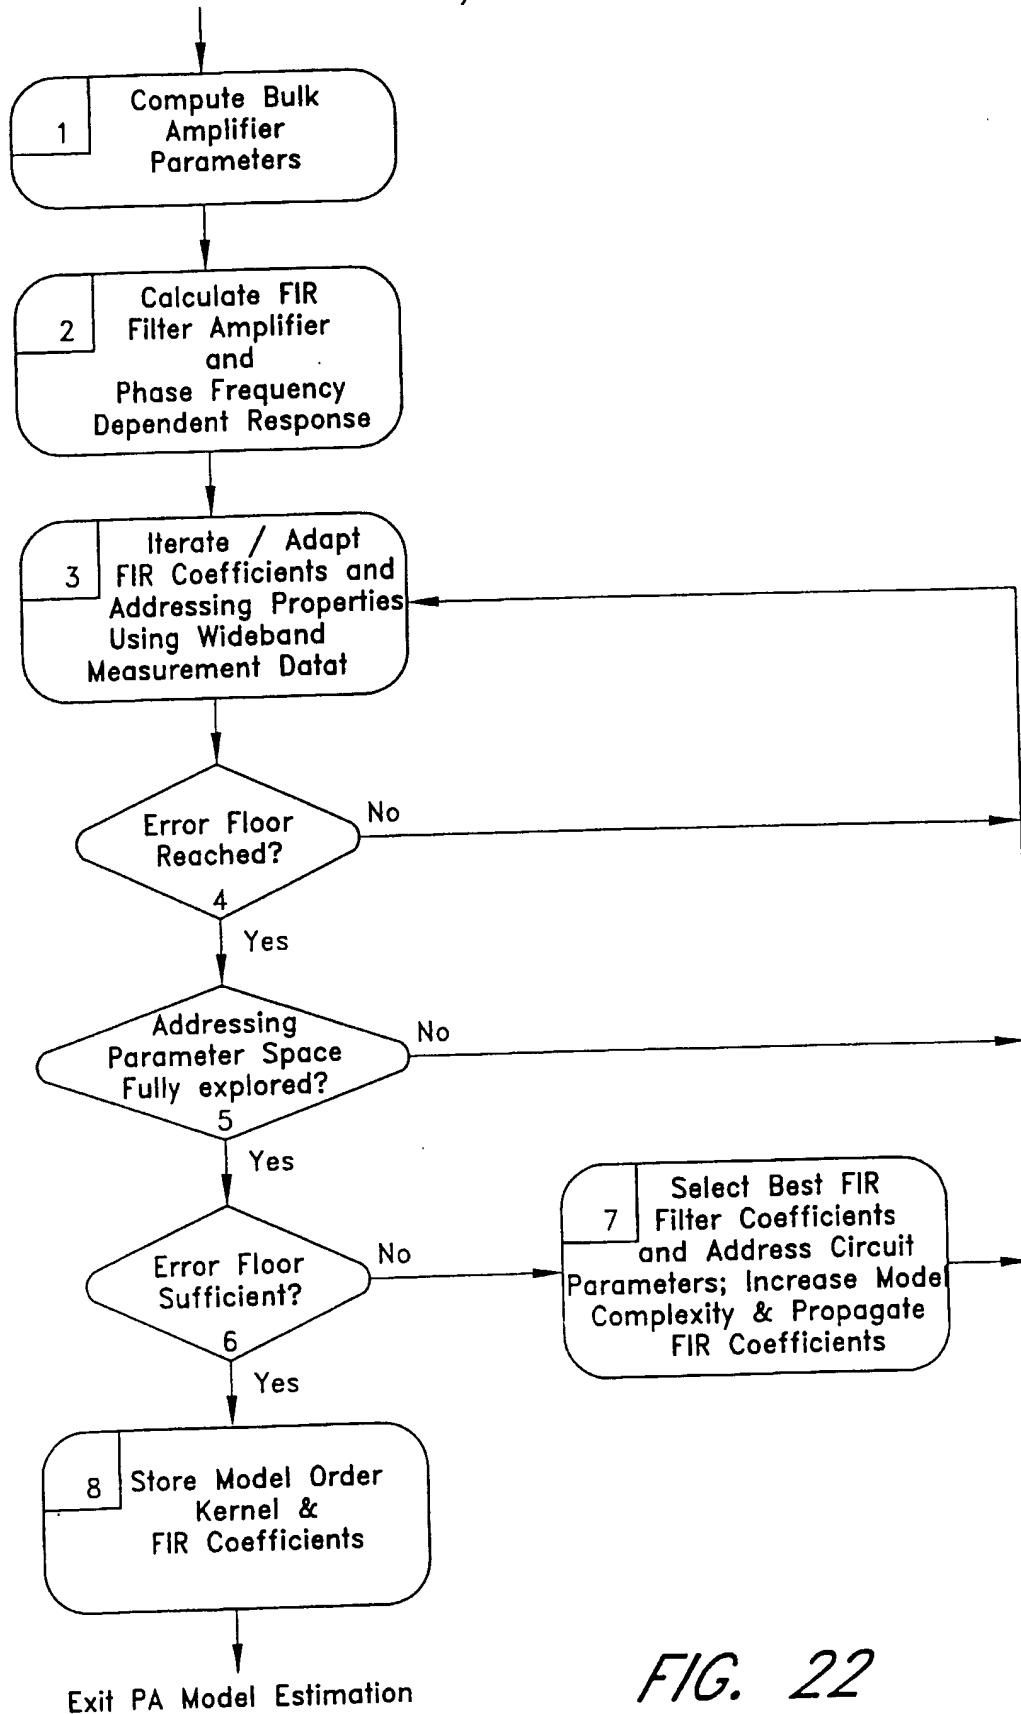 1
Compute Bulk
Amplifier
Parameters
2
Calculate FIR
Filter Amplifier
and
Phase Frequency
Dependent Response
3
Iterate / Adapt
FIR Coefficients and
Addressing Properties
Using Wideband
Measurement Datat
Error Floor
Reached?
4
No
Yes
Addressing
Parameter Space
Fully explored?
5
No
Yes
Error Floor
Sufficient?
6
No
Yes
7
Select Best FIR
Filter Coefficients
and Address Circuit
Parameters; Increase Model
Complexity & Propagate
FIR Coefficients
8
Store Model Order
Kernel &
FIR Coefficients
Exit PA Model Estimation
FIG. 22